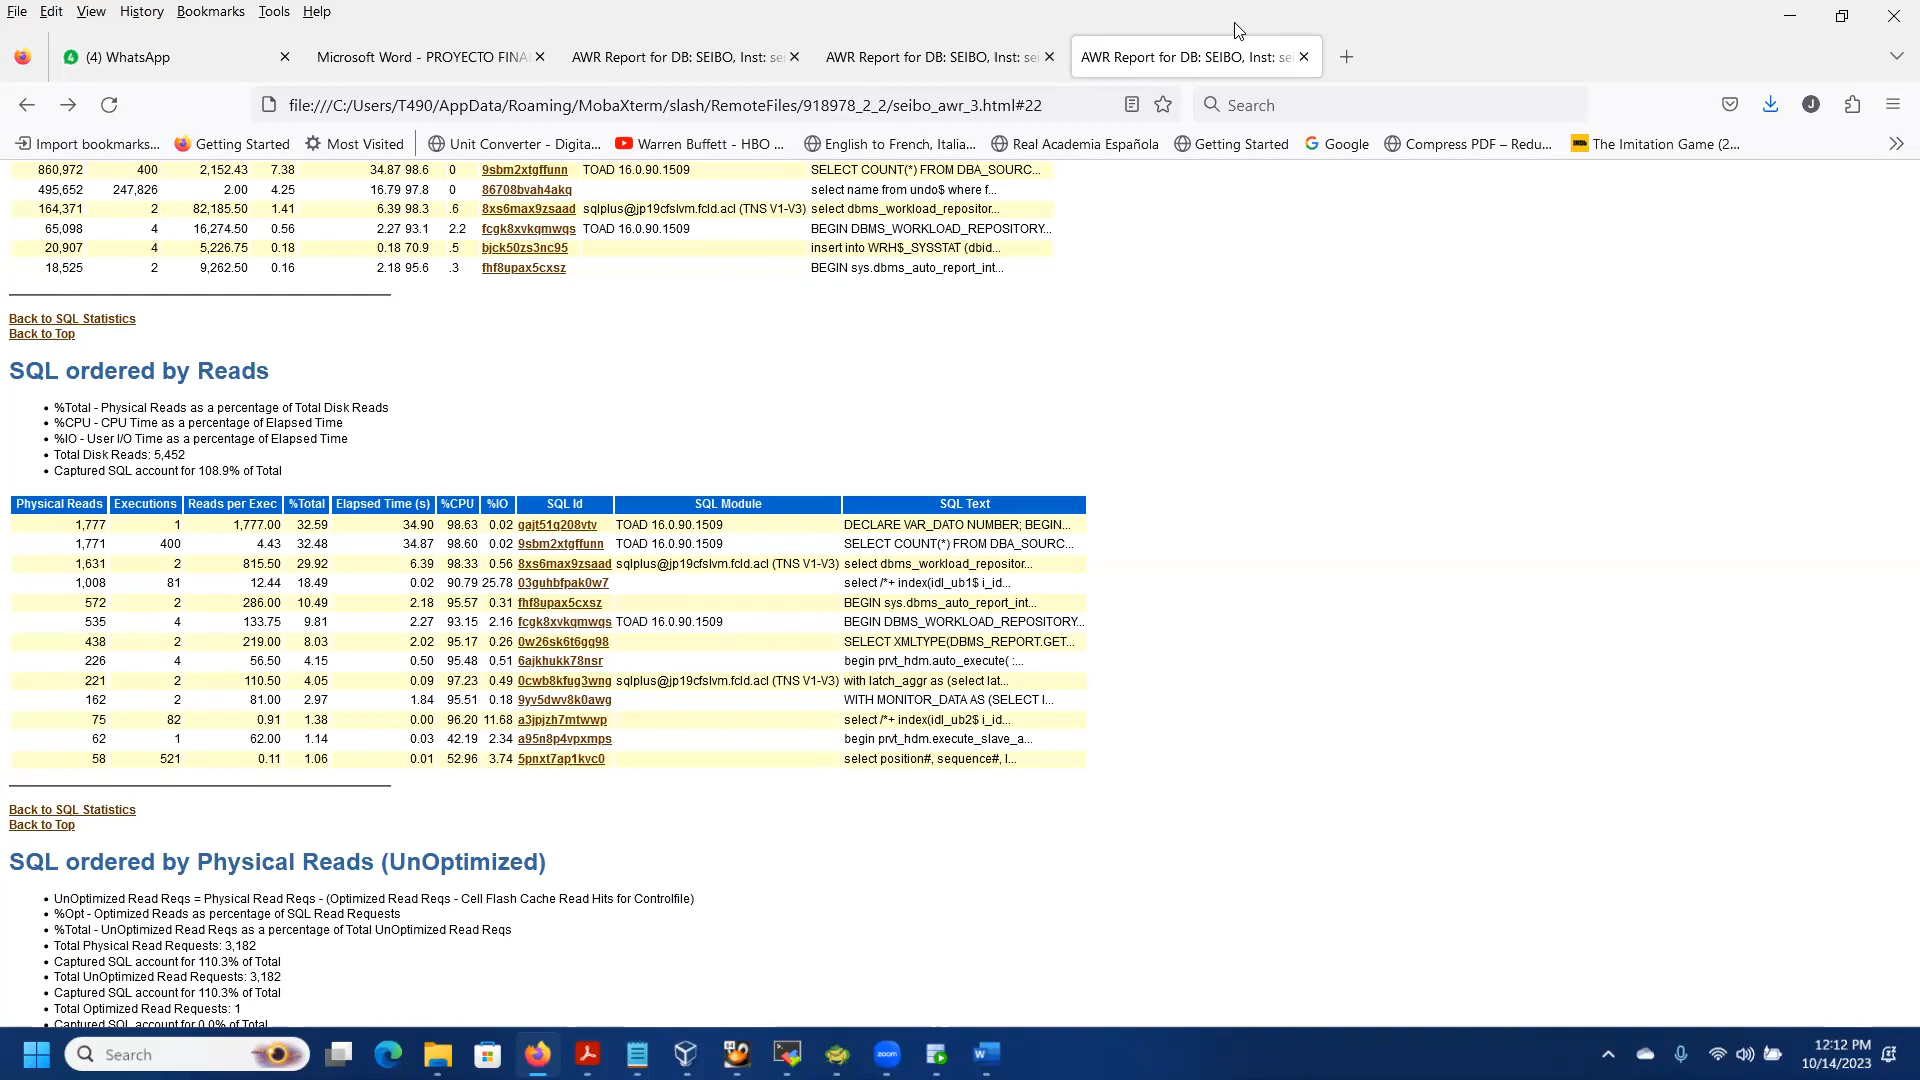 File Edit View History Bookmarks Tools Help
(4) WhatsApp
Microsoft Word - PROYECTO FINA
AWR Report for DB: SEIBO, Inst: se
AWR Report for DB: SEIBO, Inst: se
AWR Report for DB: SEIBO, Inst: se
file:///C:/Users/T490/AppData/Roaming/MobaXterm/slash/RemoteFiles/918978_2_2/seibo_awr_3.html#22
Search
J
Import bookmarks... Getting Started Most Visited Unit Converter - Digita... Warren Buffett - HBO ... English to French, Italia... Real Academia Española Getting Started Google Compress PDF – Redu... The Imitation Game (2...
860,972 400 2,152.43 7.38 34.87 98.6 0 9sbm2xtgffunn TOAD 16.0.90.1509 SELECT COUNT(*) FROM DBA_SOURC...
495,652 247,826 2.00 4.25 16.79 97.8 0 86708bvah4akq select name from undo$ where f...
164,371 2 82,185.50 1.41 6.39 98.3 .6 8xs6max9zsaad sqlplus@jp19cfslvm.fcld.acl (TNS V1-V3) select dbms_workload_repositor...
65,098 4 16,274.50 0.56 2.27 93.1 2.2 fcgk8xvkqmwqs TOAD 16.0.90.1509 BEGIN DBMS_WORKLOAD_REPOSITORY...
20,907 4 5,226.75 0.18 0.18 70.9 .5 bjck50zs3nc95 insert into WRH$_SYSSTAT (dbid...
18,525 2 9,262.50 0.16 2.18 95.6 .3 fhf8upax5cxsz BEGIN sys.dbms_auto_report_int...
Back to SQL Statistics
Back to Top
SQL ordered by Reads
• %Total - Physical Reads as a percentage of Total Disk Reads
• %CPU - CPU Time as a percentage of Elapsed Time
• %IO - User I/O Time as a percentage of Elapsed Time
• Total Disk Reads: 5,452
• Captured SQL account for 108.9% of Total
Physical Reads Executions Reads per Exec %Total Elapsed Time (s) %CPU %IO SQL Id SQL Module SQL Text
1,777 1 1,777.00 32.59 34.90 98.63 0.02 gajt51q208vtv TOAD 16.0.90.1509 DECLARE VAR_DATO NUMBER; BEGIN...
1,771 400 4.43 32.48 34.87 98.60 0.02 9sbm2xtgffunn TOAD 16.0.90.1509 SELECT COUNT(*) FROM DBA_SOURC...
1,631 2 815.50 29.92 6.39 98.33 0.56 8xs6max9zsaad sqlplus@jp19cfslvm.fcld.acl (TNS V1-V3) select dbms_workload_repositor...
1,008 81 12.44 18.49 0.02 90.79 25.78 03guhbfpak0w7 select /*+ index(idl_ub1$ i_id...
572 2 286.00 10.49 2.18 95.57 0.31 fhf8upax5cxsz BEGIN sys.dbms_auto_report_int...
535 4 133.75 9.81 2.27 93.15 2.16 fcgk8xvkqmwqs TOAD 16.0.90.1509 BEGIN DBMS_WORKLOAD_REPOSITORY...
438 2 219.00 8.03 2.02 95.17 0.26 0w26sk6t6gq98 SELECT XMLTYPE(DBMS_REPORT.GET...
226 4 56.50 4.15 0.50 95.48 0.51 6ajkhukk78nsr begin prvt_hdm.auto_execute( :...
221 2 110.50 4.05 0.09 97.23 0.49 0cwb8kfug3wng sqlplus@jp19cfslvm.fcld.acl (TNS V1-V3) with latch_aggr as (select lat...
162 2 81.00 2.97 1.84 95.51 0.18 9yv5dwv8k0awg WITH MONITOR_DATA AS (SELECT I...
75 82 0.91 1.38 0.00 96.20 11.68 a3jpjzh7mtwwp select /*+ index(idl_ub2$ i_id...
62 1 62.00 1.14 0.03 42.19 2.34 a95n8p4vpxmps begin prvt_hdm.execute_slave_a...
58 521 0.11 1.06 0.01 52.96 3.74 5pnxt7ap1kvc0 select position#, sequence#, l...
Back to SQL Statistics
Back to Top
SQL ordered by Physical Reads (UnOptimized)
• UnOptimized Read Reqs = Physical Read Reqs - (Optimized Read Reqs - Cell Flash Cache Read Hits for Controlfile)
• %Opt - Optimized Reads as percentage of SQL Read Requests
• %Total - UnOptimized Read Reqs as a percentage of Total UnOptimized Read Reqs
• Total Physical Read Requests: 3,182
• Captured SQL account for 110.3% of Total
• Total UnOptimized Read Requests: 3,182
• Captured SQL account for 110.3% of Total
• Total Optimized Read Requests: 1
• Captured SQL account for 0.0% of Total
Search
zoom
12:12 PM
10/14/2023